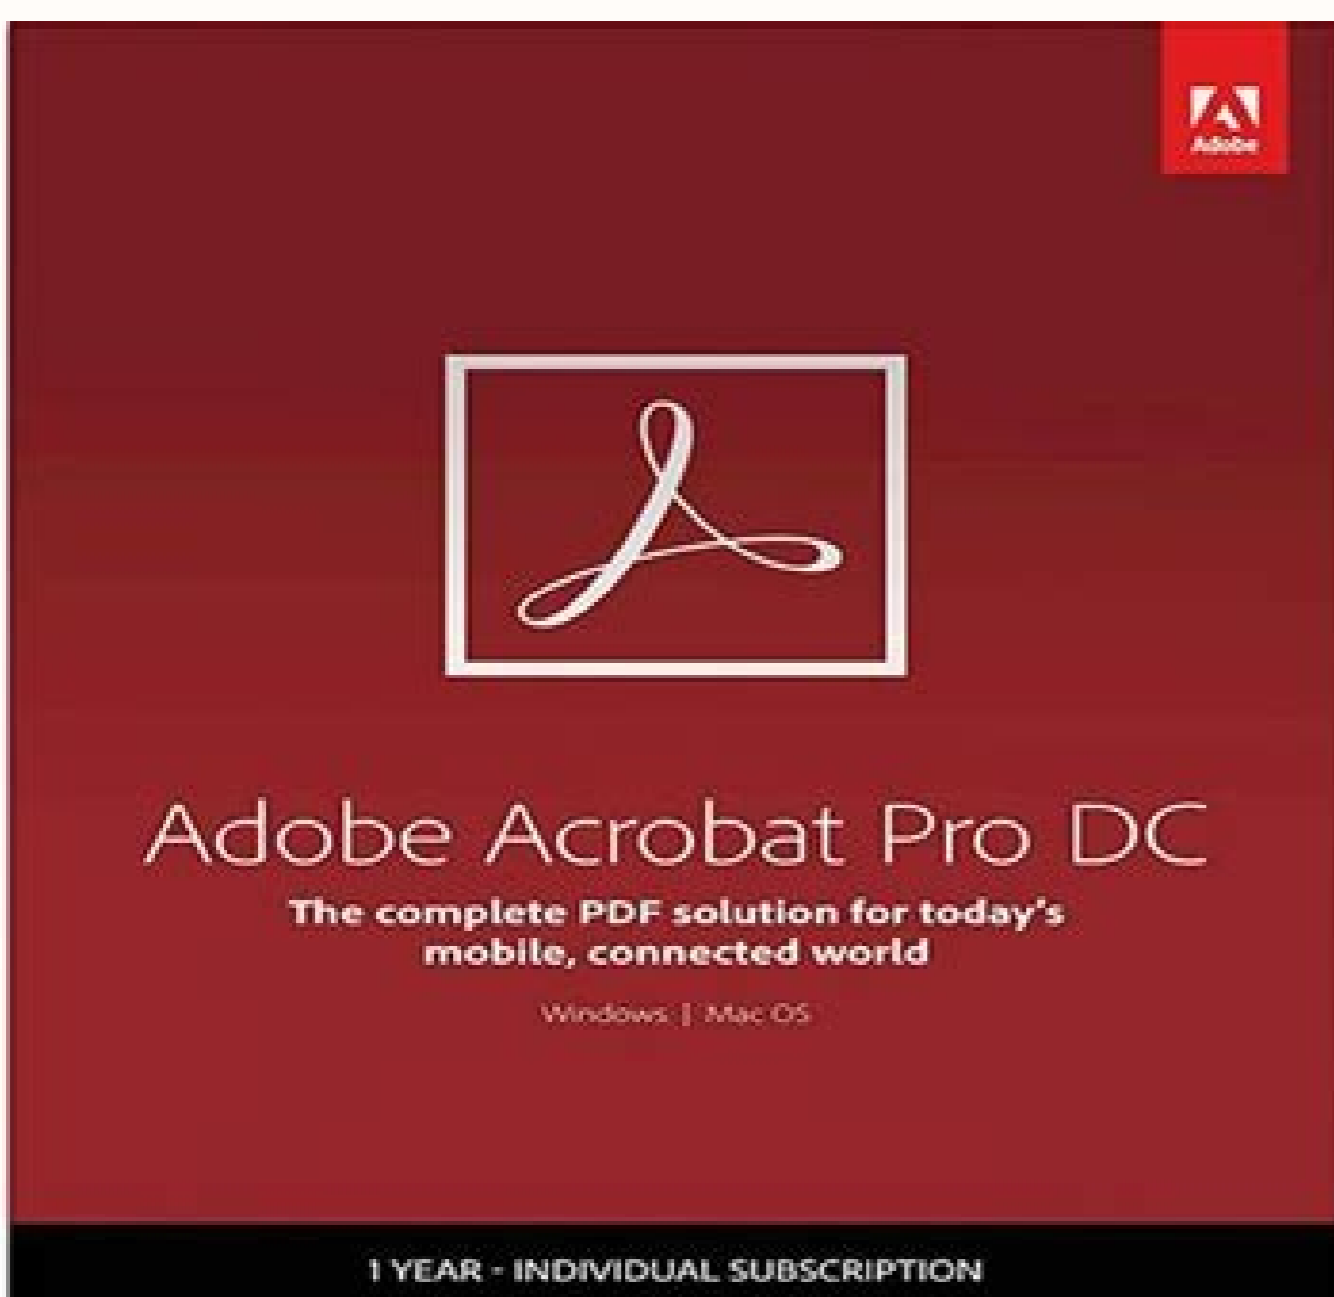 Adobe
Adobe Acrobat Pro DC
The complete PDF solution for today's
mobile, connected world
Windows | Mac OS
1 YEAR - INDIVIDUAL SUBSCRIPTION